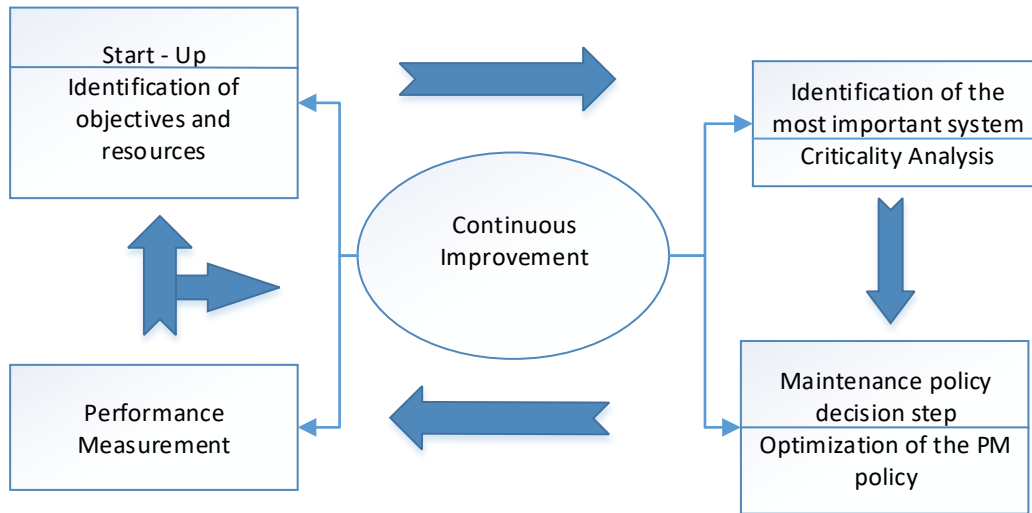 Start - Up
Identification of
objectives and
resources
Identification of the
most important system
Criticality Analysis
Continuous
Improvement
Performance
Measurement
Maintenance policy
decision step
Optimization of the PM
policy